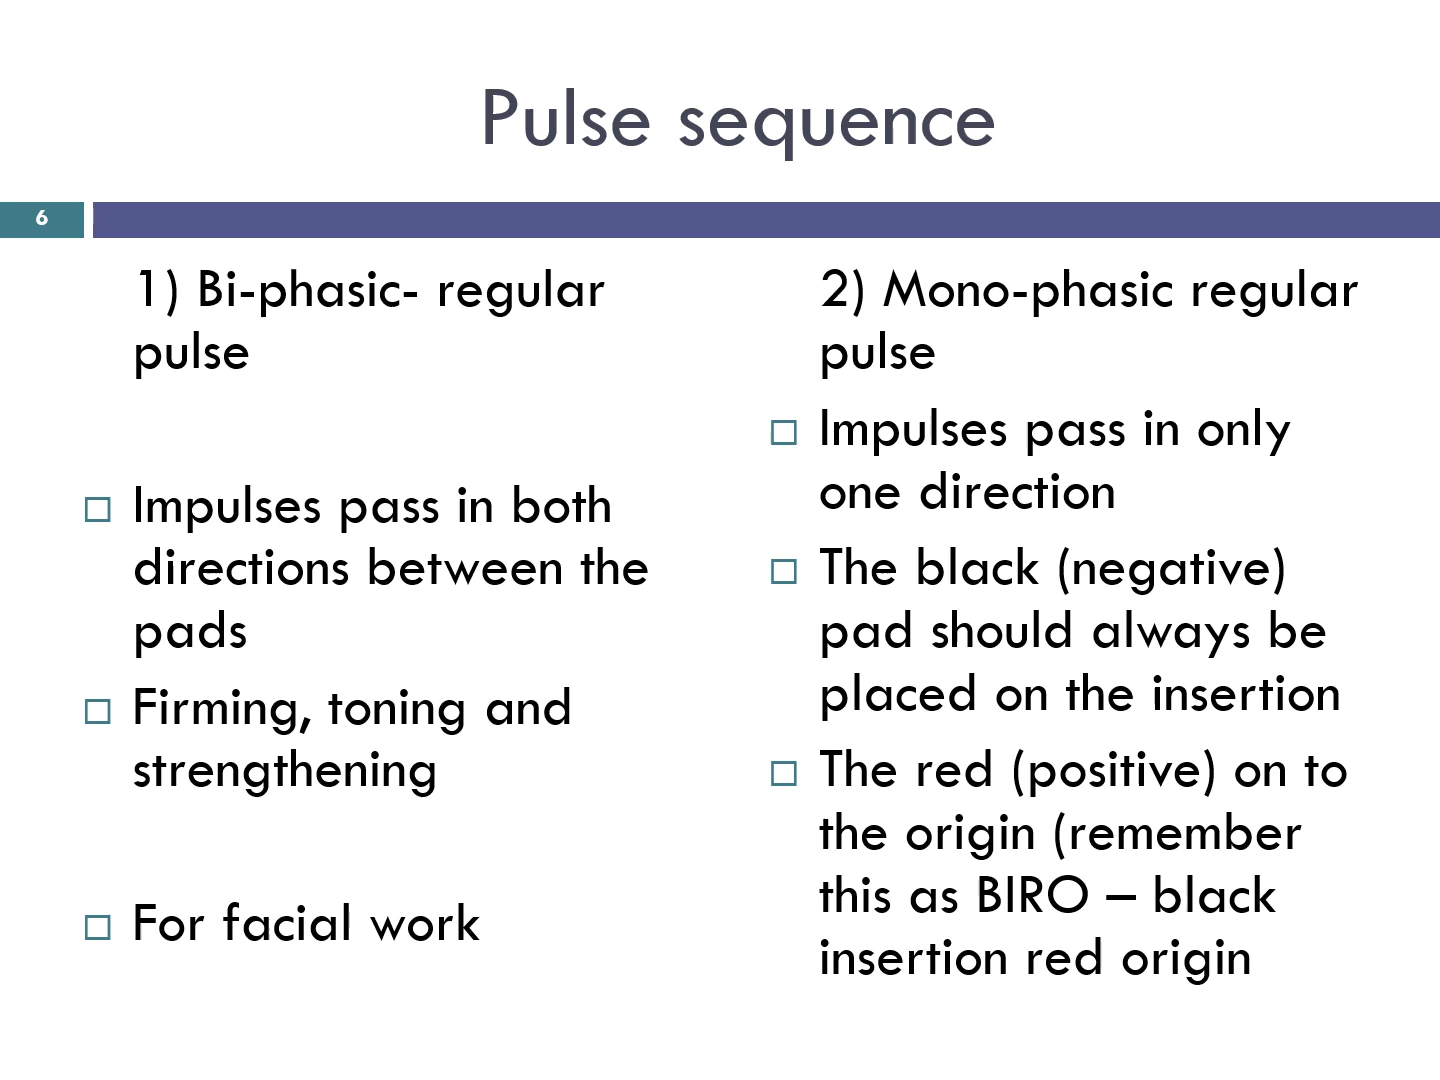 Pulse sequence
6
1) Bi-phasic- regular
pulse
Impulses pass in both
directions between the
pads
Firming, toning and
strengthening
For facial work
2) Mono-phasic regular
pulse
Impulses pass in only
one direction
The black (negative)
pad should always be
placed on the insertion
The red (positive) on to
the origin (remember
this as BIRO – black
insertion red origin